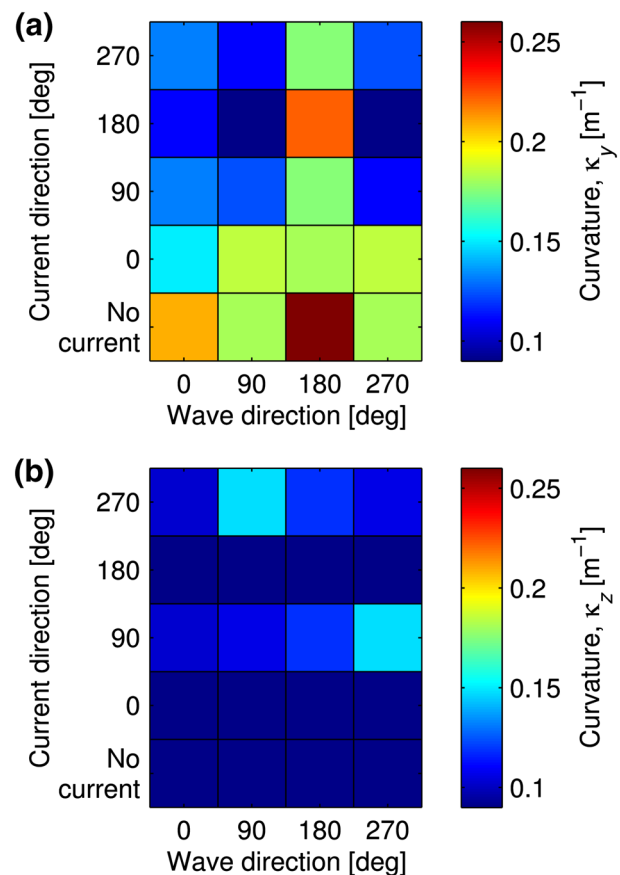 (a)
Current direction [deg]
270
180
90
0
No
current
0 90 180 270
Wave direction [deg]
0.25
0.2
0.15
0.1
Curvature, κy [m−1]
(b)
Current direction [deg]
270
180
90
0
No
current
0 90 180 270
Wave direction [deg]
0.25
0.2
0.15
0.1
Curvature, κz [m−1]